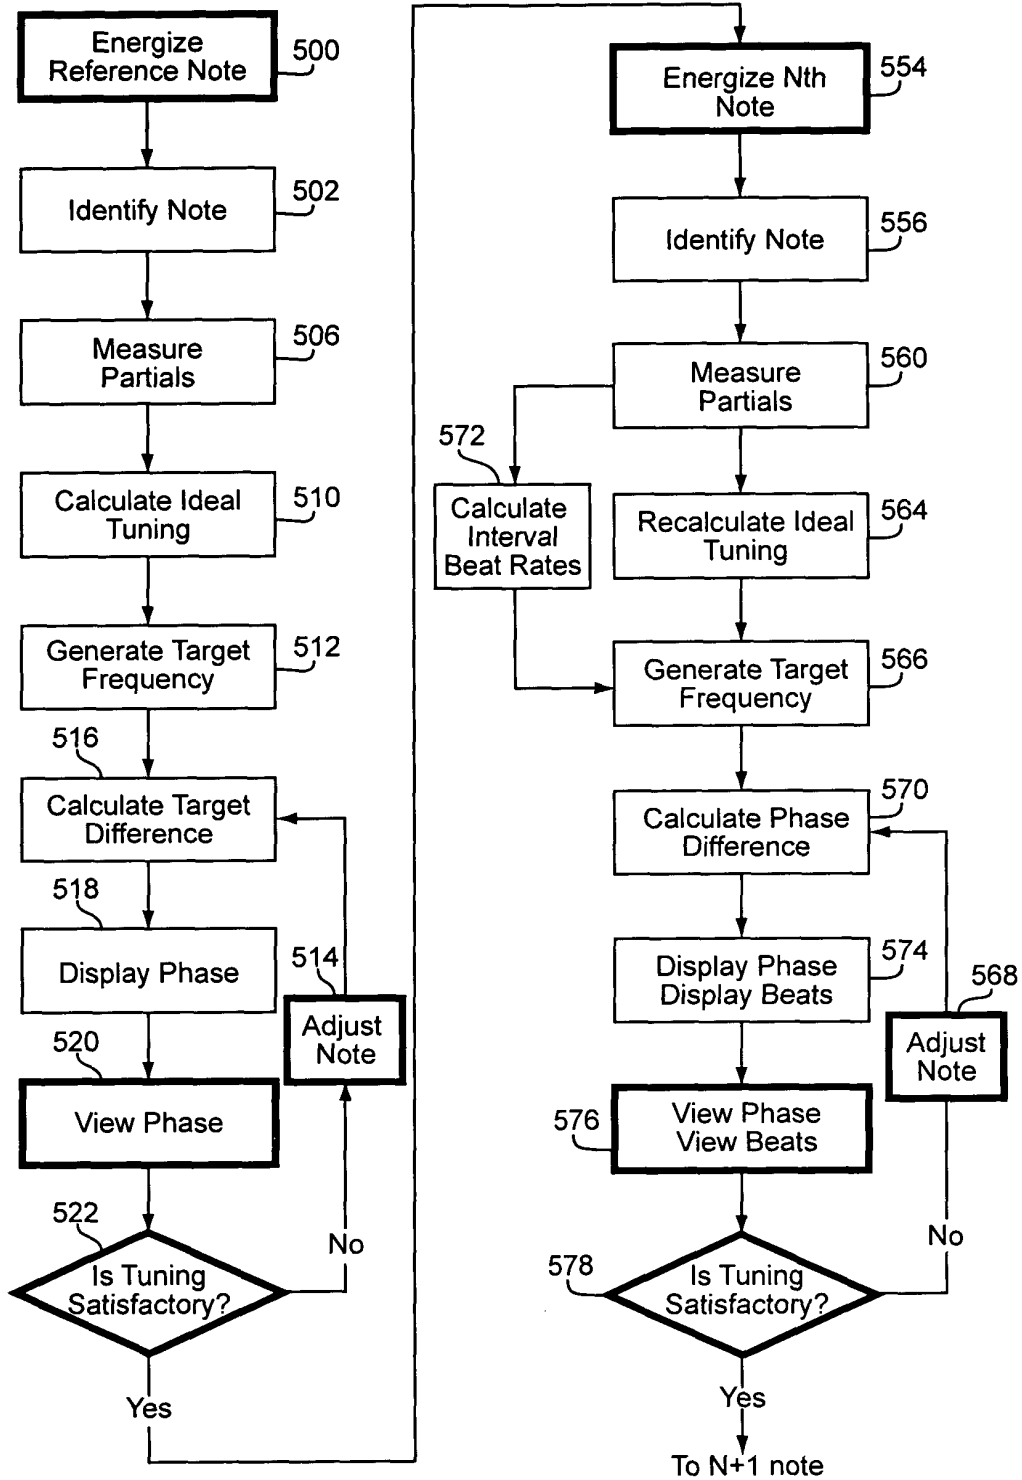 Energize
Reference Note
500
Identify Note
502
Measure
Partials
506
Calculate Ideal
Tuning
510
Generate Target
Frequency
512
516
Calculate Target
Difference
518
Display Phase
514
Adjust
Note
520
View Phase
522
Is Tuning
Satisfactory?
No
Yes
Energize Nth
Note
554
Identify Note
556
Measure
Partials
560
572
Calculate
Interval
Beat Rates
Recalculate Ideal
Tuning
564
Generate Target
Frequency
566
Calculate Phase
Difference
570
Display Phase
Display Beats
574
568
Adjust
Note
View Phase
View Beats
576
578
Is Tuning
Satisfactory?
No
Yes
To N+1 note